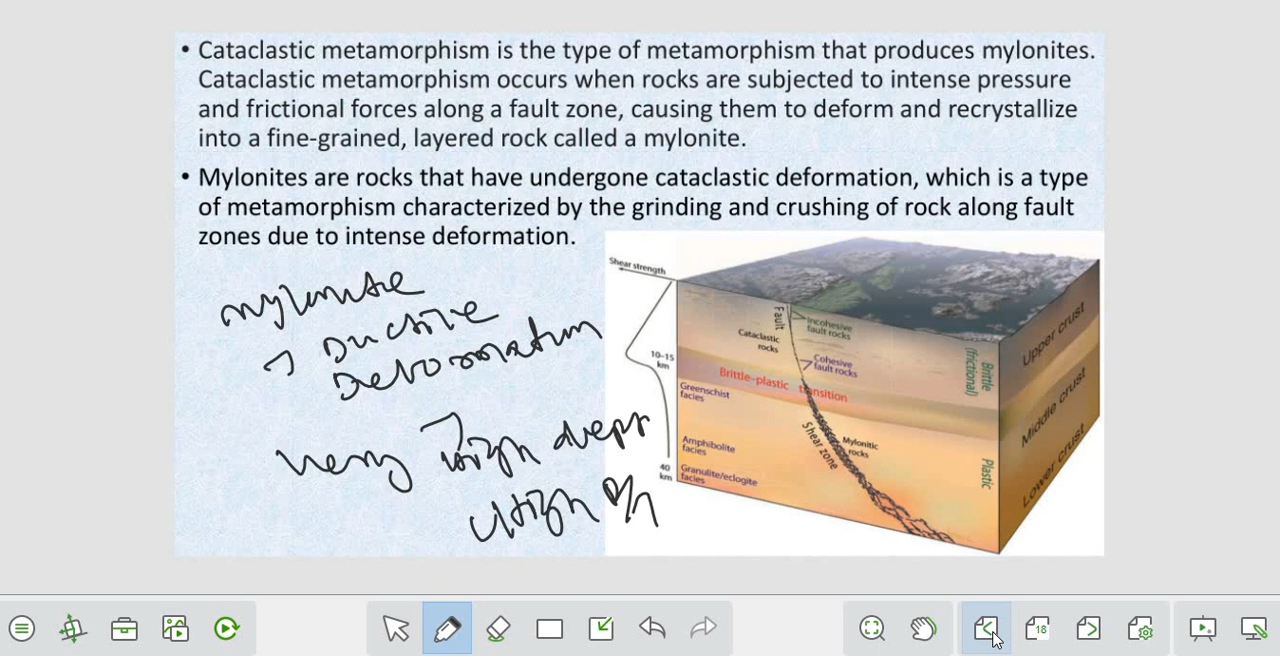 • Cataclastic metamorphism is the type of metamorphism that produces mylonites.
Cataclastic metamorphism occurs when rocks are subjected to intense pressure
and frictional forces along a fault zone, causing them to deform and recrystallize
into a fine-grained, layered rock called a mylonite.
• Mylonites are rocks that have undergone cataclastic deformation, which is a type
of metamorphism characterized by the grinding and crushing of rock along fault
zones due to intense deformation.
mylonite
→ Ductile
Deformation
very high
High P/T
Shear strength
10-15
km
40
km
Fault
Incohesive
fault rocks
Cataclastic
rocks
Cohesive
fault rocks
Brittle-plastic transition
Greenschist
facies
Amphibolite
facies
Granulite/eclogite
facies
Shear zone
Mylonitic
rocks
Brittle
(frictional)
Plastic
Upper crust
Middle crust
Lower crust
18